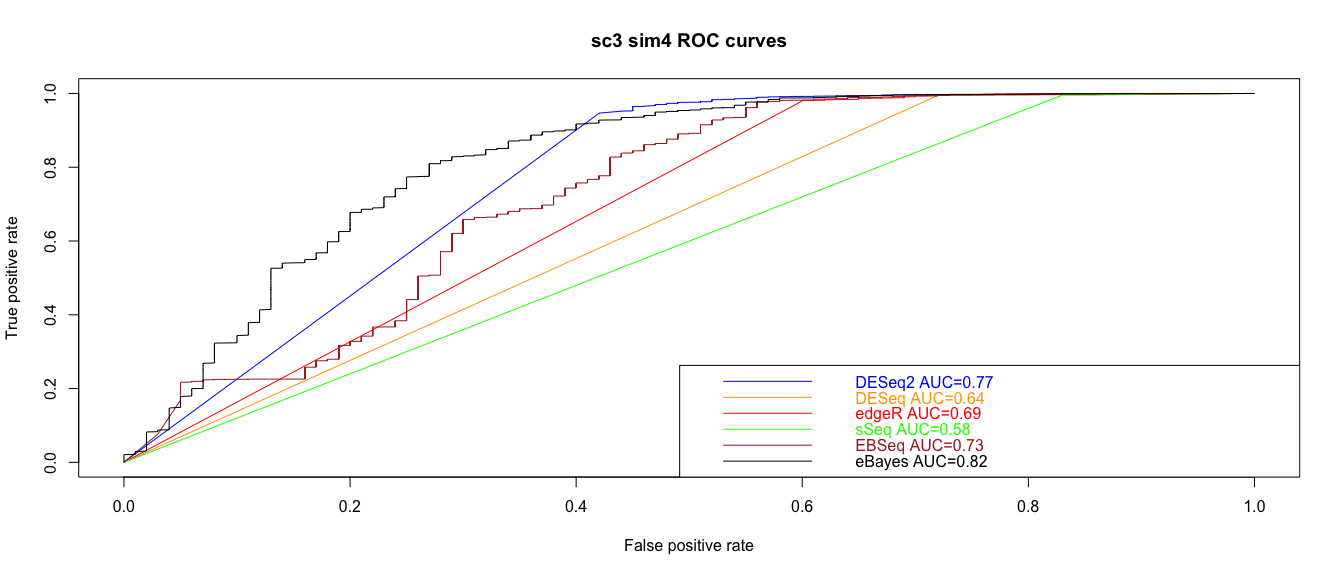 sc3 sim4 ROC curves
True positive rate
1.0
0.8
0.6
0.4
0.2
0.0
DESeq2 AUC=0.77
DESeq AUC=0.64
edgeR AUC=0.69
sSeq AUC=0.58
EBSeq AUC=0.73
eBayes AUC=0.82
0.0 0.2 0.4 0.6 0.8 1.0
False positive rate